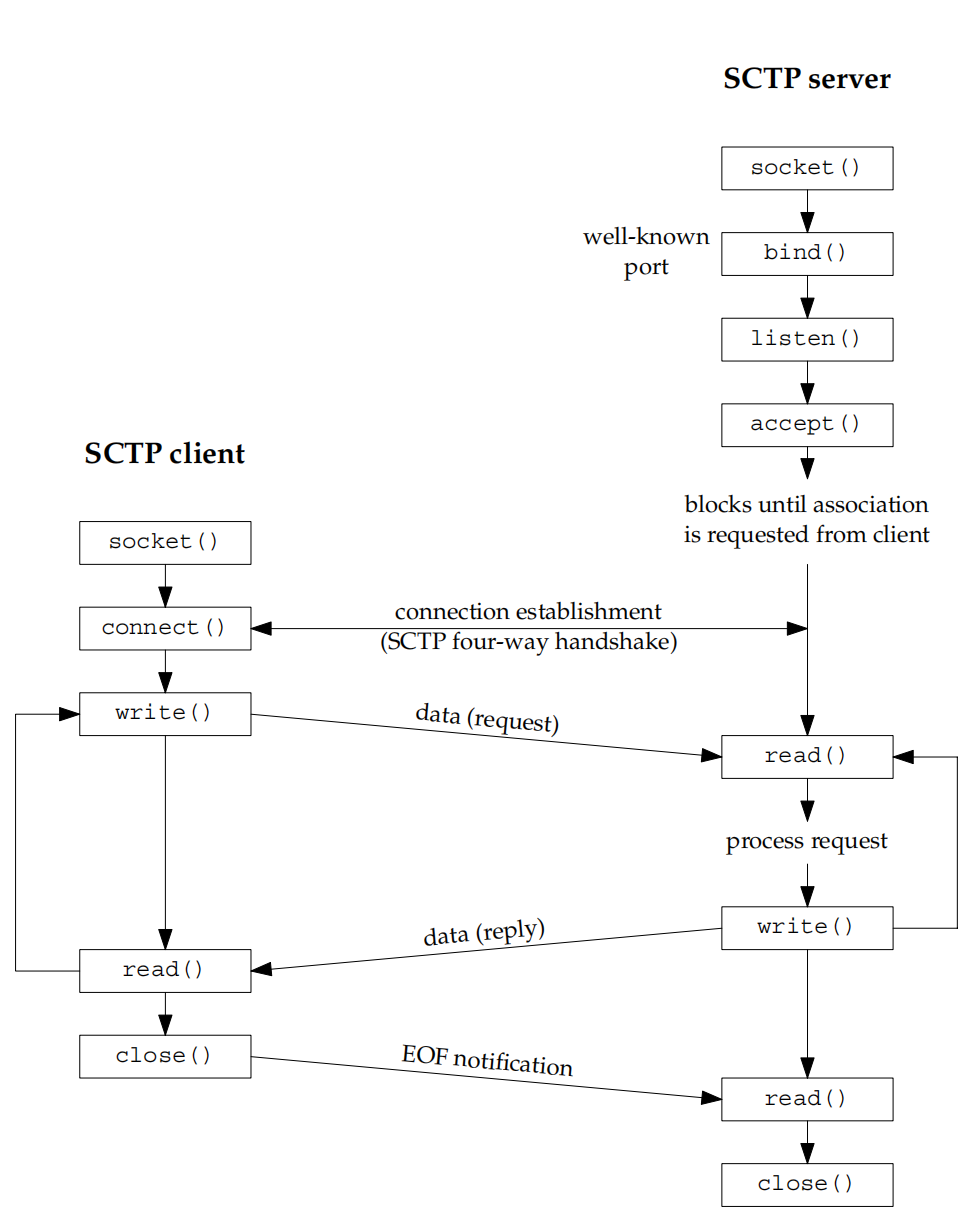 SCTP server
socket()
well-known
port
bind()
listen()
accept()
blocks until association
is requested from client
SCTP client
socket()
connect()
connection establishment
(SCTP four-way handshake)
write()
data (request)
read()
process request
write()
data (reply)
read()
close()
EOF notification
read()
close()